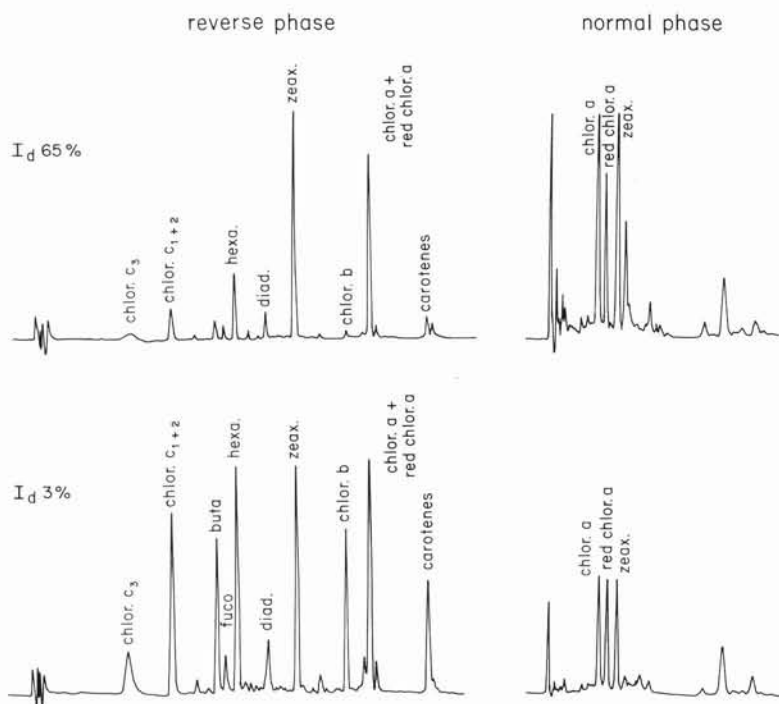 reverse phase
normal phase
I_d 65%
chlor. c₃
chlor. c₁₊₂
hexa.
diad.
zeax.
chlor. b
chlor. a +
red chlor. a
carotenes
chlor. a
red chlor. a
zeax.
I_d 3%
chlor. c₃
chlor. c₁₊₂
buta
fuco
hexa.
diad.
zeax.
chlor. b
chlor. a +
red chlor. a
carotenes
chlor. a
red chlor. a
zeax.